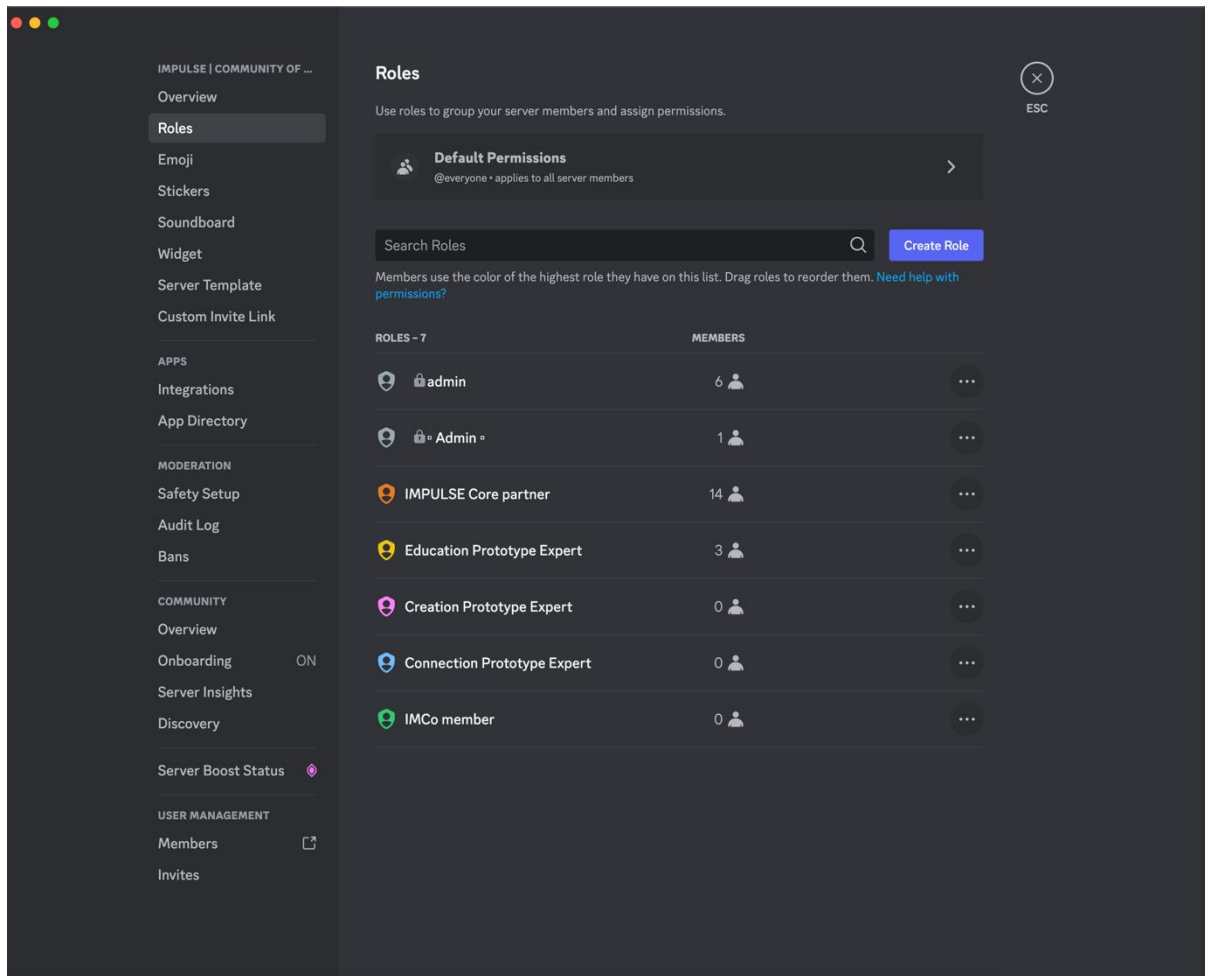 IMPULSE | COMMUNITY OF ...
Overview
Roles
Emoji
Stickers
Soundboard
Widget
Server Template
Custom Invite Link
APPS
Integrations
App Directory
MODERATION
Safety Setup
Audit Log
Bans
COMMUNITY
Overview
Onboarding ON
Server Insights
Discovery
Server Boost Status
USER MANAGEMENT
Members
Invites
Roles
Use roles to group your server members and assign permissions.
Default Permissions
@everyone • applies to all server members
Search Roles
Create Role
Members use the color of the highest role they have on this list. Drag roles to reorder them. Need help with
permissions?
ROLES – 7 MEMBERS
admin 6
▫ Admin ▫ 1
IMPULSE Core partner 14
Education Prototype Expert 3
Creation Prototype Expert 0
Connection Prototype Expert 0
IMCo member 0
ESC